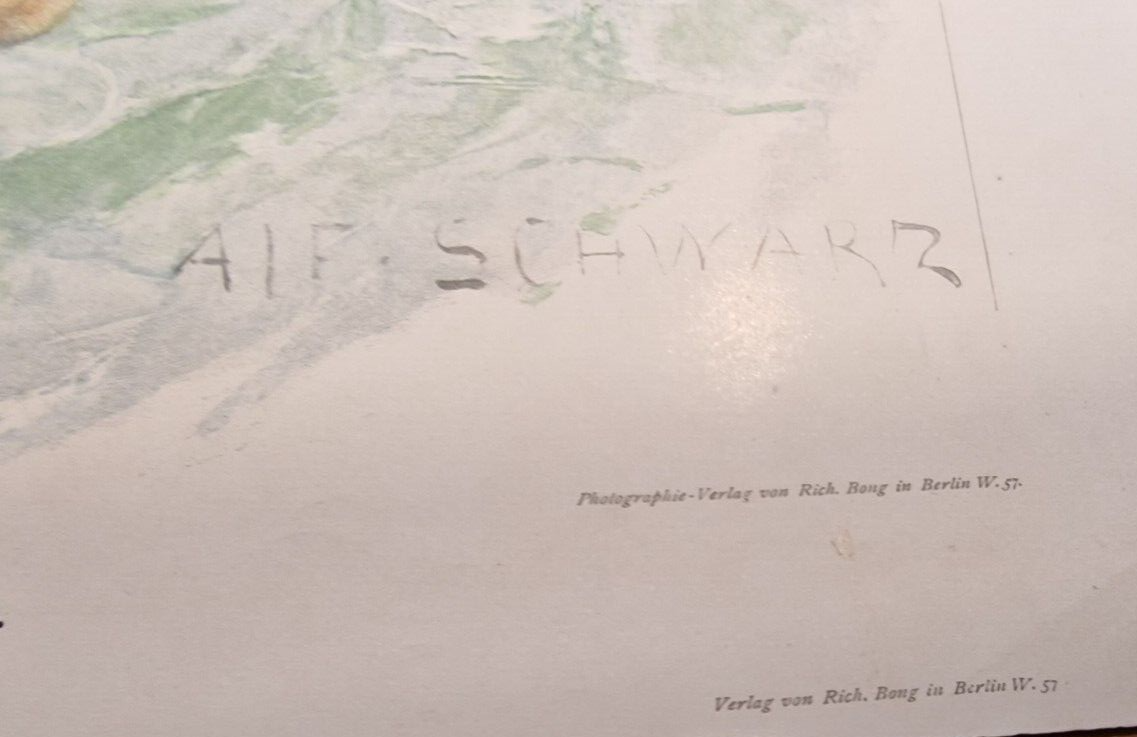 ALF. SCHWARZ
Photographie-Verlag von Rich. Bong in Berlin W. 57.
Verlag von Rich. Bong in Berlin W. 57